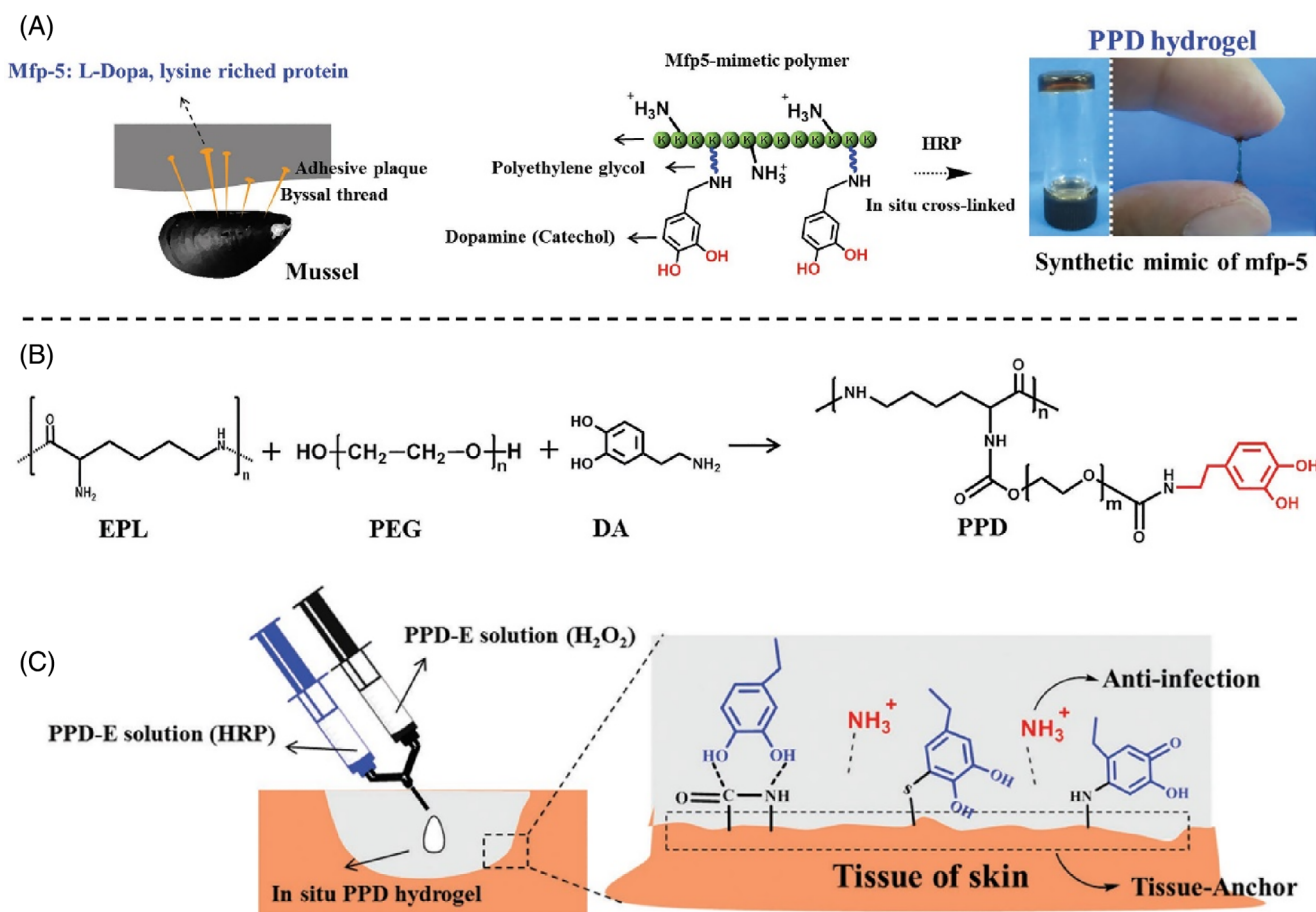 (A)
Mfp-5: L-Dopa, lysine riched protein
Adhesive plaque
Byssal thread
Mussel
Mfp5-mimetic polymer
+
H3N
+
H3N
K K K K K K K K K K K K
Polyethylene glycol
NH
NH3+
NH
Dopamine (Catechol)
HO
OH
HO
OH
HRP
In situ cross-linked
PPD hydrogel
Synthetic mimic of mfp-5
(B)
O
H
N
n
NH2
EPL
+
HO-(CH2-CH2-O)n-H
PEG
+
HO
HO
NH2
DA
NH
O
n
NH
O
O
O
m
O
H
N
OH
OH
PPD
(C)
PPD-E solution (H2O2)
PPD-E solution (HRP)
In situ PPD hydrogel
HO
OH
O=C
NH
NH3+
S
OH
OH
NH3+
Anti-infection
O
OH
HN
Tissue of skin
Tissue-Anchor